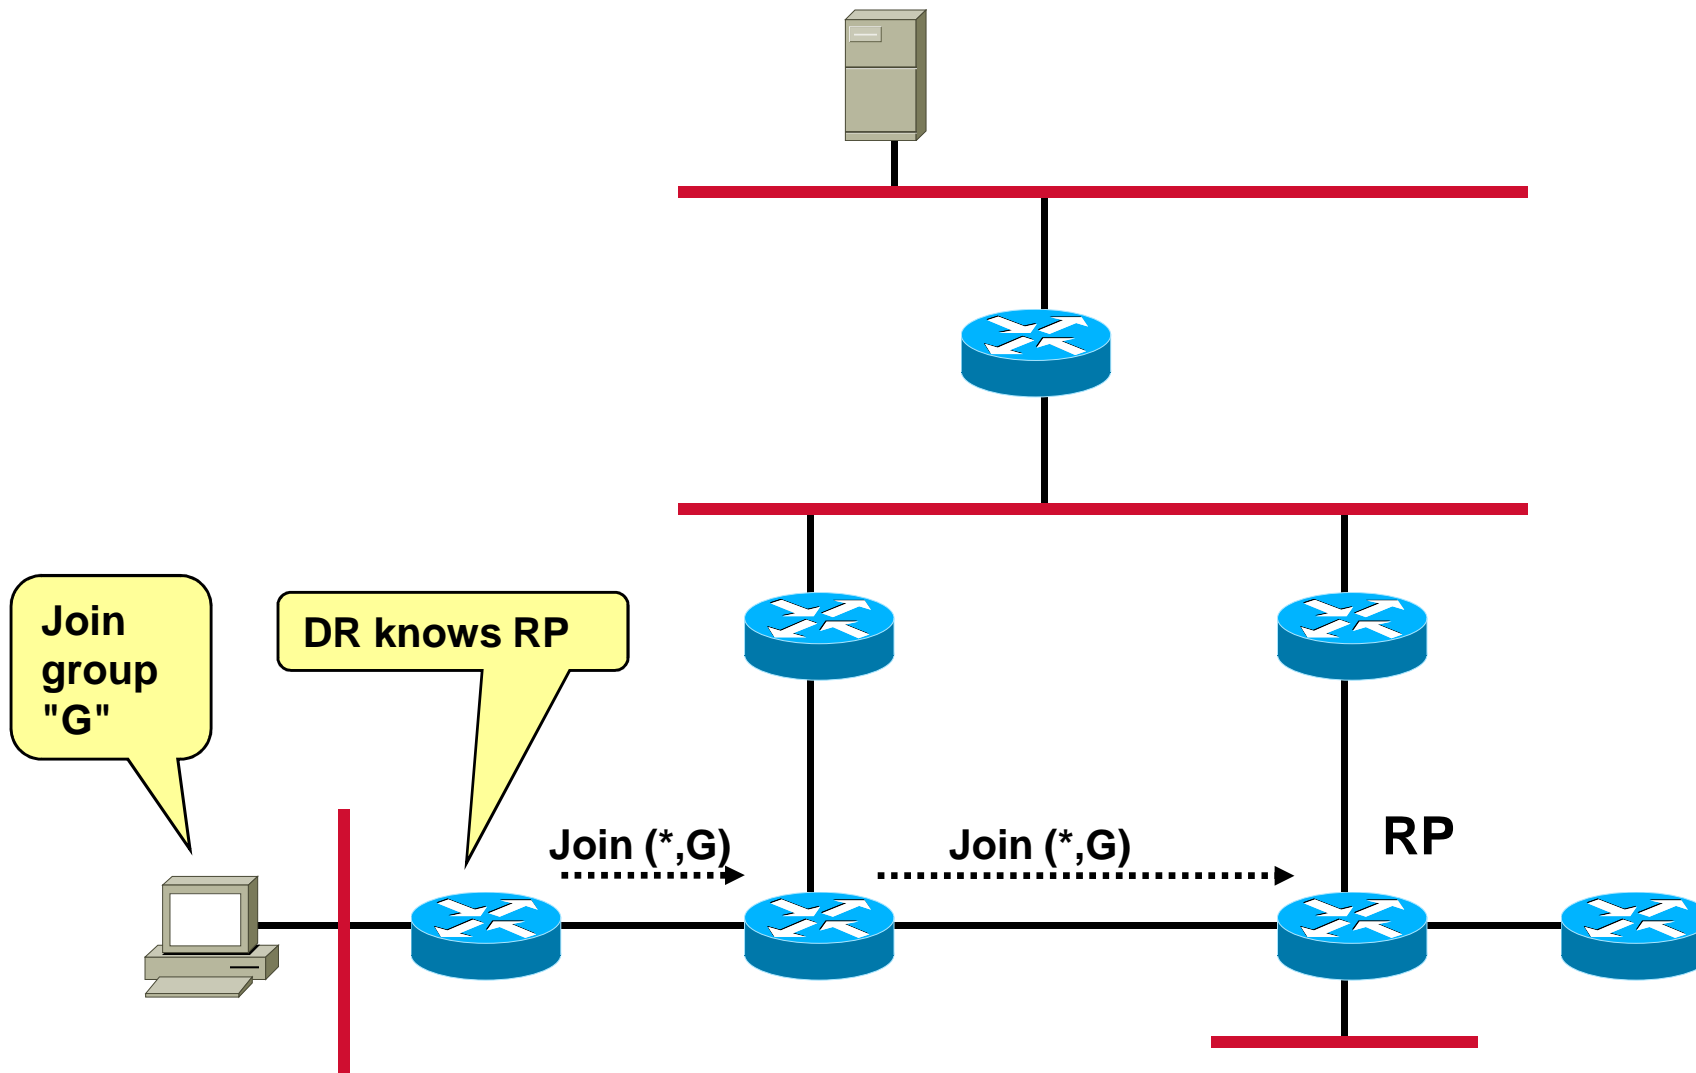 Join
group
"G"
DR knows RP
Join (*,G)
Join (*,G)
RP